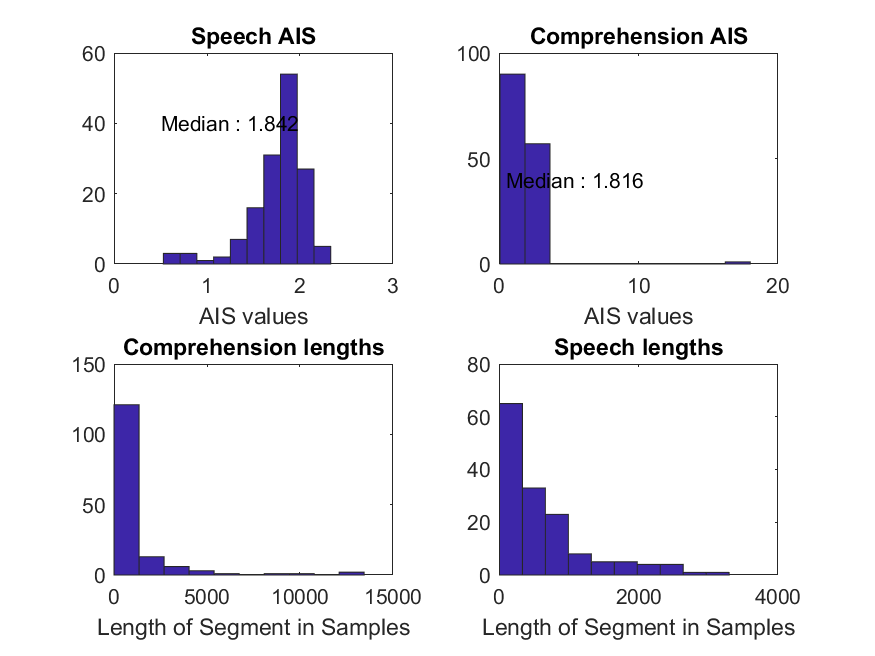 Speech AIS
60
40
20
0
Median : 1.842
0 1 2 3
AIS values
Comprehension AIS
100
50
0
Median : 1.816
0 10 20
AIS values
Comprehension lengths
150
100
50
0
0 5000 10000 15000
Length of Segment in Samples
Speech lengths
80
60
40
20
0
0 2000 4000
Length of Segment in Samples